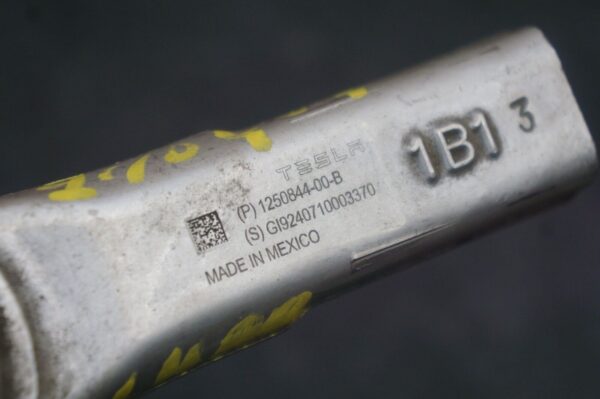 TESLA
(P) 1250844-00-B
(S) GI9240710003370
MADE IN MEXICO
1B1 3